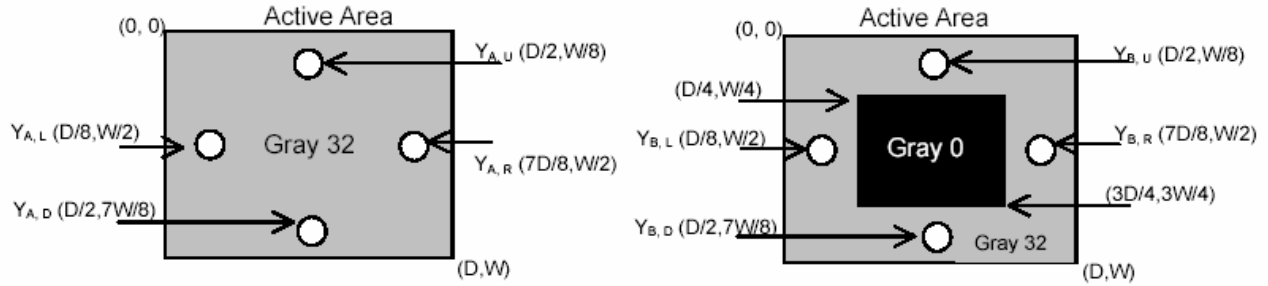 Active Area
(0, 0)
YA, U (D/2,W/8)
YA, L (D/8,W/2)
Gray 32
YA, R (7D/8,W/2)
YA, D (D/2,7W/8)
(D,W)
Active Area
(0, 0)
YB, U (D/2,W/8)
(D/4,W/4)
YB, L (D/8,W/2)
Gray 0
YB, R (7D/8,W/2)
(3D/4,3W/4)
YB, D (D/2,7W/8)
Gray 32
(D,W)